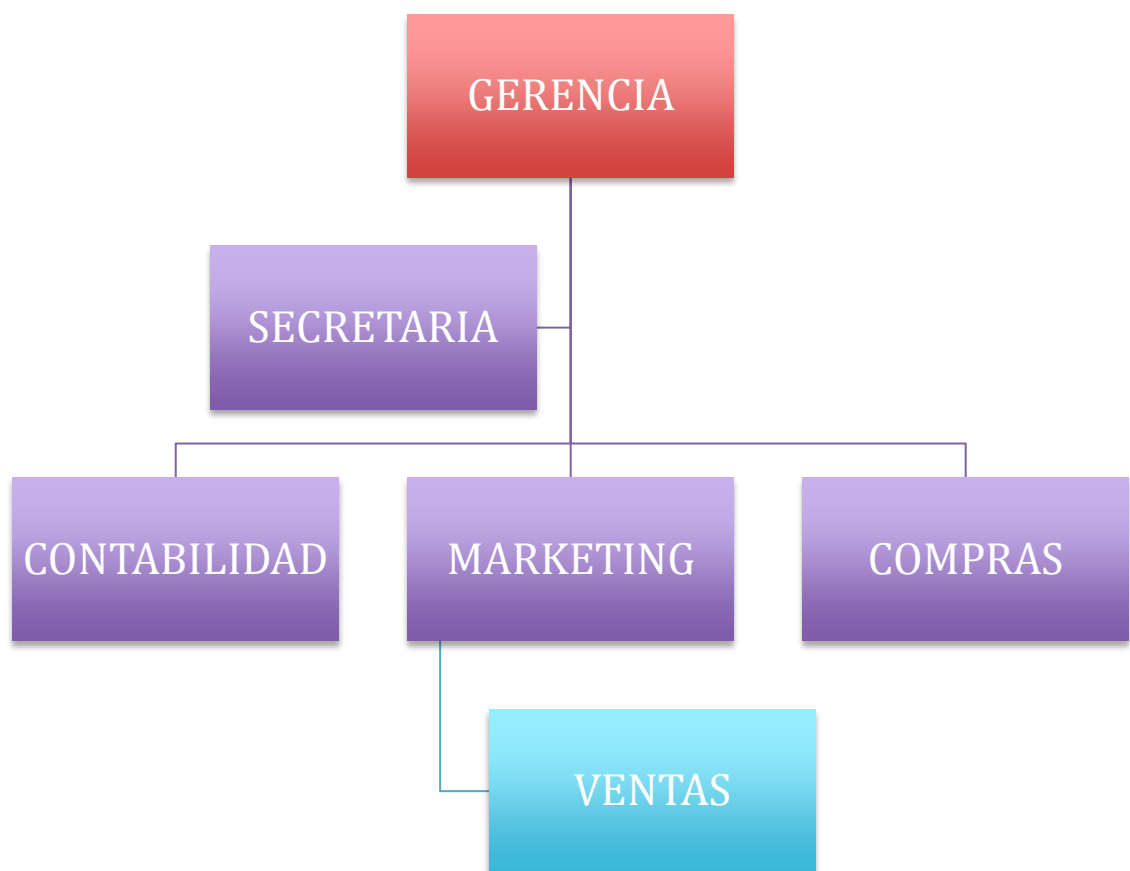 GERENCIA
SECRETARIA
CONTABILIDAD
MARKETING
COMPRAS
VENTAS